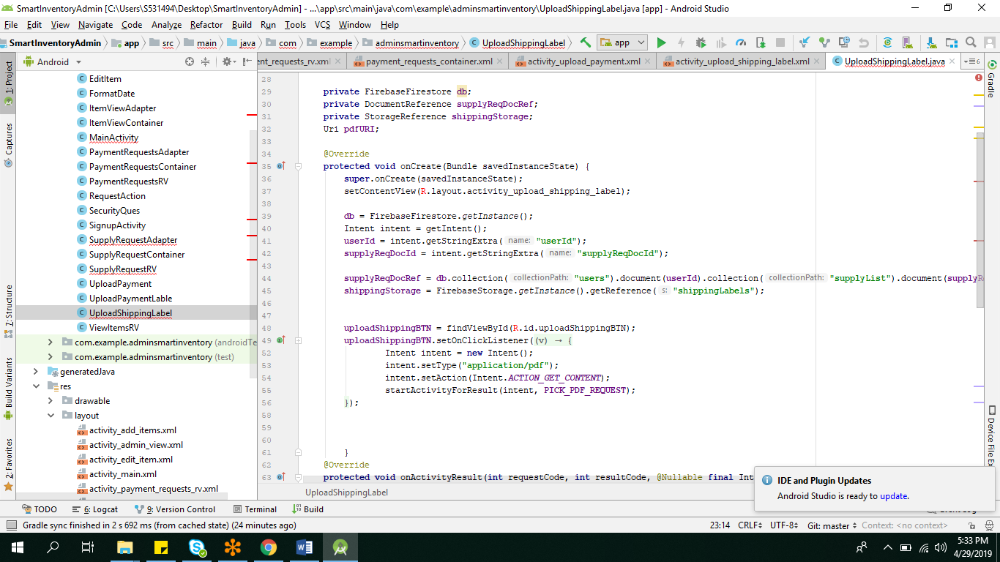 SmartInventoryAdmin [C:\Users\S531494\Desktop\SmartInventoryAdmin] - ...\app\src\main\java\com\example\adminsmartinventory\UploadShippingLabel.java [app] - Android Studio
File Edit View Navigate Code Analyze Refactor Build Run Tools VCS Window Help
SmartInventoryAdmin app src main java com example adminsmartinventory UploadShippingLabel app
Android
ent_requests_rv.xml payment_requests_container.xml activity_upload_payment.xml activity_upload_shipping_label.xml UploadShippingLabel.java 6
1: Project
Captures
7: Structure
Build Variants
2: Favorites
EditItem
FormatDate
ItemViewAdapter
ItemViewContainer
MainActivity
PaymentRequestsAdapter
PaymentRequestsContainer
PaymentRequestsRV
RequestAction
SecurityQues
SignupActivity
SupplyRequestAdapter
SupplyRequestContainer
SupplyRequestRV
UploadPayment
UploadPaymentLable
UploadShippingLabel
ViewItemsRV
com.example.adminsmartinventory (androidTe
com.example.adminsmartinventory (test)
generatedJava
res
drawable
layout
activity_add_items.xml
activity_admin_view.xml
activity_edit_item.xml
activity_main.xml
activity_payment_requests_rv.xml
28
29 private FirebaseFirestore db;
30 private DocumentReference supplyReqDocRef;
31 private StorageReference shippingStorage;
32 Uri pdfURI;
33
34 @Override
35 protected void onCreate(Bundle savedInstanceState) {
36 super.onCreate(savedInstanceState);
37 setContentView(R.layout.activity_upload_shipping_label);
38
39 db = FirebaseFirestore.getInstance();
40 Intent intent = getIntent();
41 userId = intent.getStringExtra( name: "userId");
42 supplyReqDocId = intent.getStringExtra( name: "supplyReqDocId");
43
44 supplyReqDocRef = db.collection( collectionPath: "users").document(userId).collection( collectionPath: "supplyList").document(supplyR
45 shippingStorage = FirebaseStorage.getInstance().getReference( s: "shippingLabels");
46
47
48 uploadShippingBTN = findViewById(R.id.uploadShippingBTN);
49 uploadShippingBTN.setOnClickListener((v) → {
52 Intent intent = new Intent();
53 intent.setType("application/pdf");
54 intent.setAction(Intent.ACTION_GET_CONTENT);
55 startActivityForResult(intent, PICK_PDF_REQUEST);
56 });
58
59
60
61 }
62 @Override
63 protected void onActivityResult(int requestCode, int resultCode, @Nullable final Int
UploadShippingLabel
Gradle
Device File Ex
IDE and Plugin Updates
Android Studio is ready to update.
TODO 6: Logcat 9: Version Control Terminal Build
Gradle sync finished in 2 s 692 ms (from cached state) (24 minutes ago) 23:14 CRLF UTF-8 Git: master Context: <no context>
5:33 PM
4/29/2019